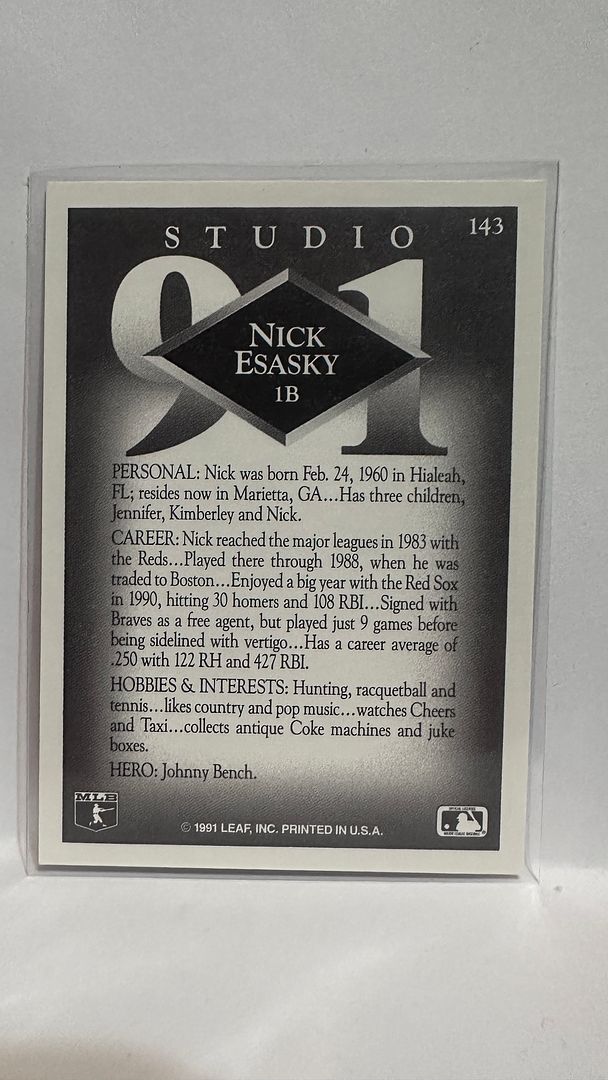 STUDIO 143
91
NICK
ESASKY
1B
PERSONAL: Nick was born Feb. 24, 1960 in Hialeah,
FL; resides now in Marietta, GA...Has three children,
Jennifer, Kimberley and Nick.
CAREER: Nick reached the major leagues in 1983 with
the Reds...Played there through 1988, when he was
traded to Boston...Enjoyed a big year with the Red Sox
in 1990, hitting 30 homers and 108 RBI...Signed with
Braves as a free agent, but played just 9 games before
being sidelined with vertigo...Has a career average of
.250 with 122 RH and 427 RBI.
HOBBIES & INTERESTS: Hunting, racquetball and
tennis...likes country and pop music...watches Cheers
and Taxi...collects antique Coke machines and juke
boxes.
HERO: Johnny Bench.
MLB
© 1991 LEAF, INC. PRINTED IN U.S.A.